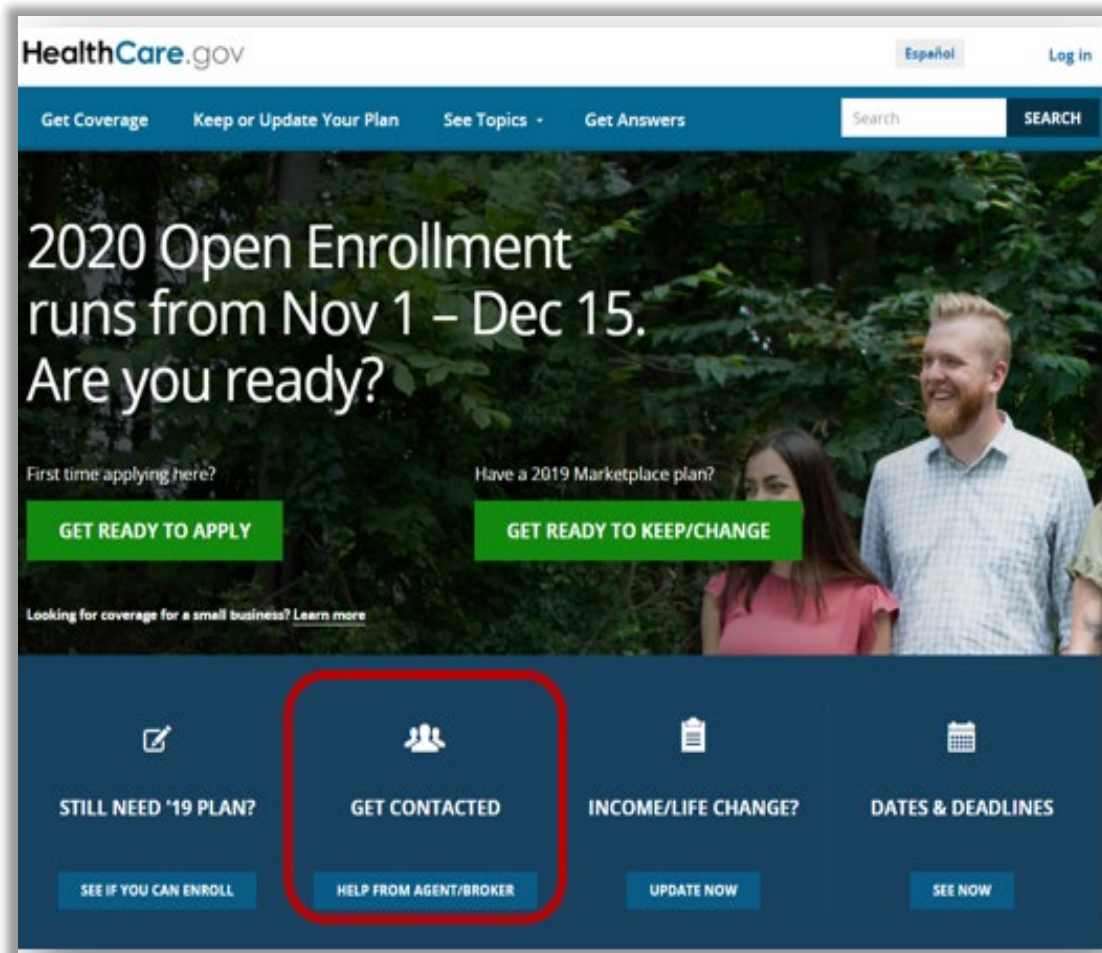 HealthCare.gov
Español
Log in
Get Coverage
Keep or Update Your Plan
See Topics
Get Answers
Search
SEARCH
2020 Open Enrollment
runs from Nov 1 – Dec 15.
Are you ready?
First time applying here?
Have a 2019 Marketplace plan?
GET READY TO APPLY
GET READY TO KEEP/CHANGE
Looking for coverage for a small business? Learn more
STILL NEED '19 PLAN?
GET CONTACTED
INCOME/LIFE CHANGE?
DATES & DEADLINES
SEE IF YOU CAN ENROLL
HELP FROM AGENT/BROKER
UPDATE NOW
SEE NOW